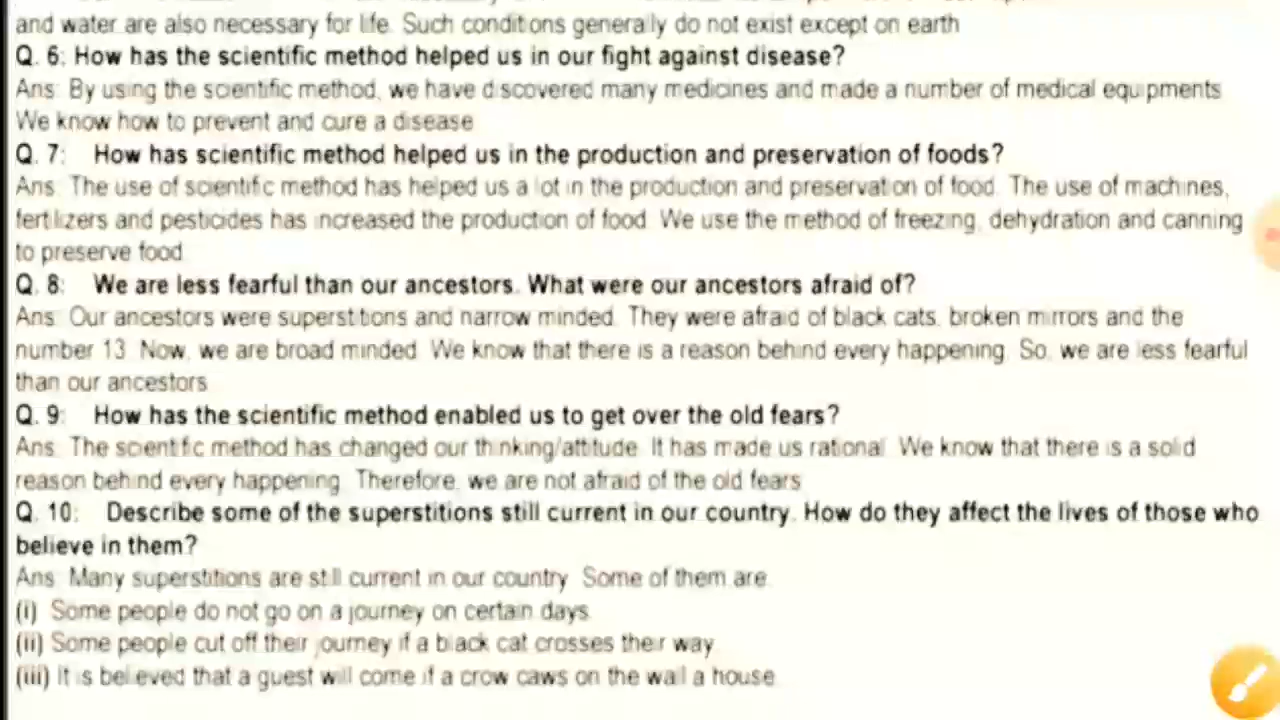 and water are also necessary for life. Such conditions generally do not exist except on earth
Q. 6: How has the scientific method helped us in our fight against disease?
Ans: By using the scientific method, we have discovered many medicines and made a number of medical equipments.
We know how to prevent and cure a disease.
Q. 7: How has scientific method helped us in the production and preservation of foods?
Ans: The use of scientific method has helped us a lot in the production and preservation of food. The use of machines,
fertilizers and pesticides has increased the production of food. We use the method of freezing, dehydration and canning
to preserve food.
Q. 8: We are less fearful than our ancestors. What were our ancestors afraid of?
Ans: Our ancestors were superstitions and narrow minded. They were afraid of black cats, broken mirrors and the
number 13. Now, we are broad minded. We know that there is a reason behind every happening. So, we are less fearful
than our ancestors.
Q. 9: How has the scientific method enabled us to get over the old fears?
Ans: The scientific method has changed our thinking/attitude. It has made us rational. We know that there is a solid
reason behind every happening. Therefore, we are not afraid of the old fears.
Q. 10: Describe some of the superstitions still current in our country. How do they affect the lives of those who
believe in them?
Ans: Many superstitions are still current in our country. Some of them are
(i) Some people do not go on a journey on certain days.
(ii) Some people cut off their journey if a black cat crosses their way.
(iii) It is believed that a guest will come if a crow caws on the wall a house.